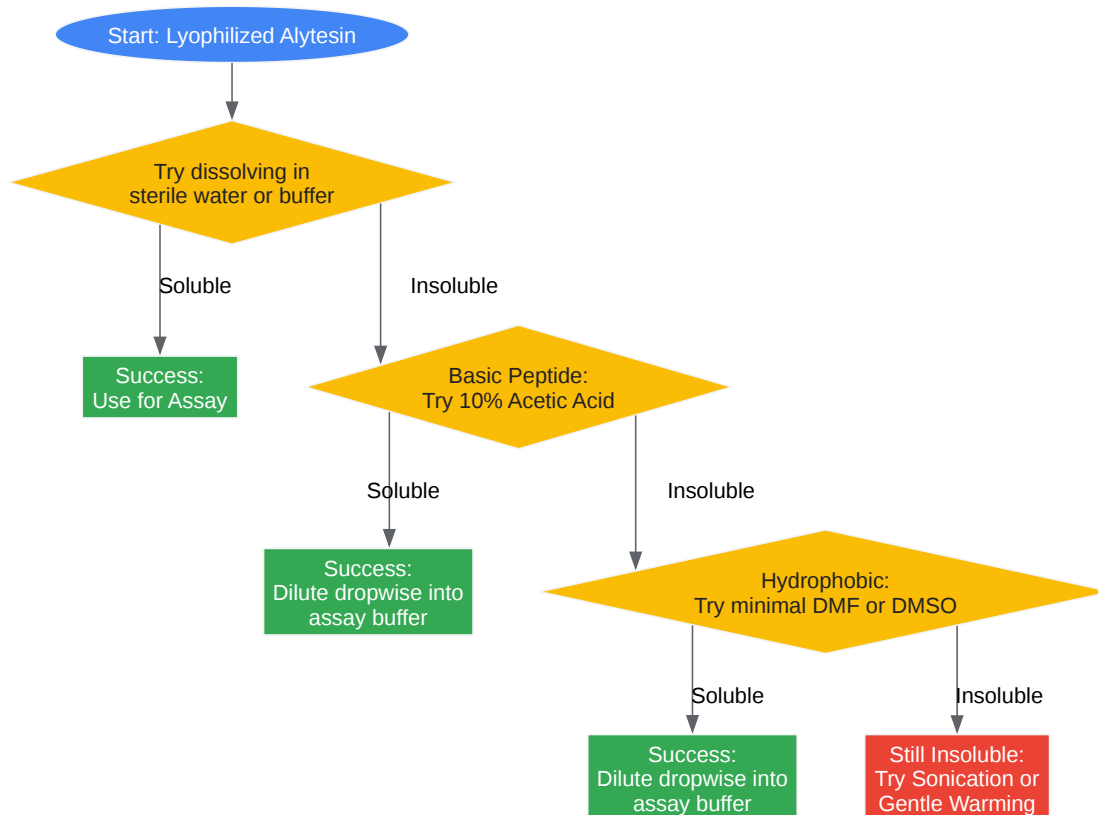 Start: Lyophilized Alytesin
Try dissolving in
sterile water or buffer
Soluble
Insoluble
Success:
Use for Assay
Basic Peptide:
Try 10% Acetic Acid
Soluble
Insoluble
Success:
Dilute dropwise into
assay buffer
Hydrophobic:
Try minimal DMF or DMSO
Soluble
Insoluble
Success:
Dilute dropwise into
assay buffer
Still Insoluble:
Try Sonication or
Gentle Warming